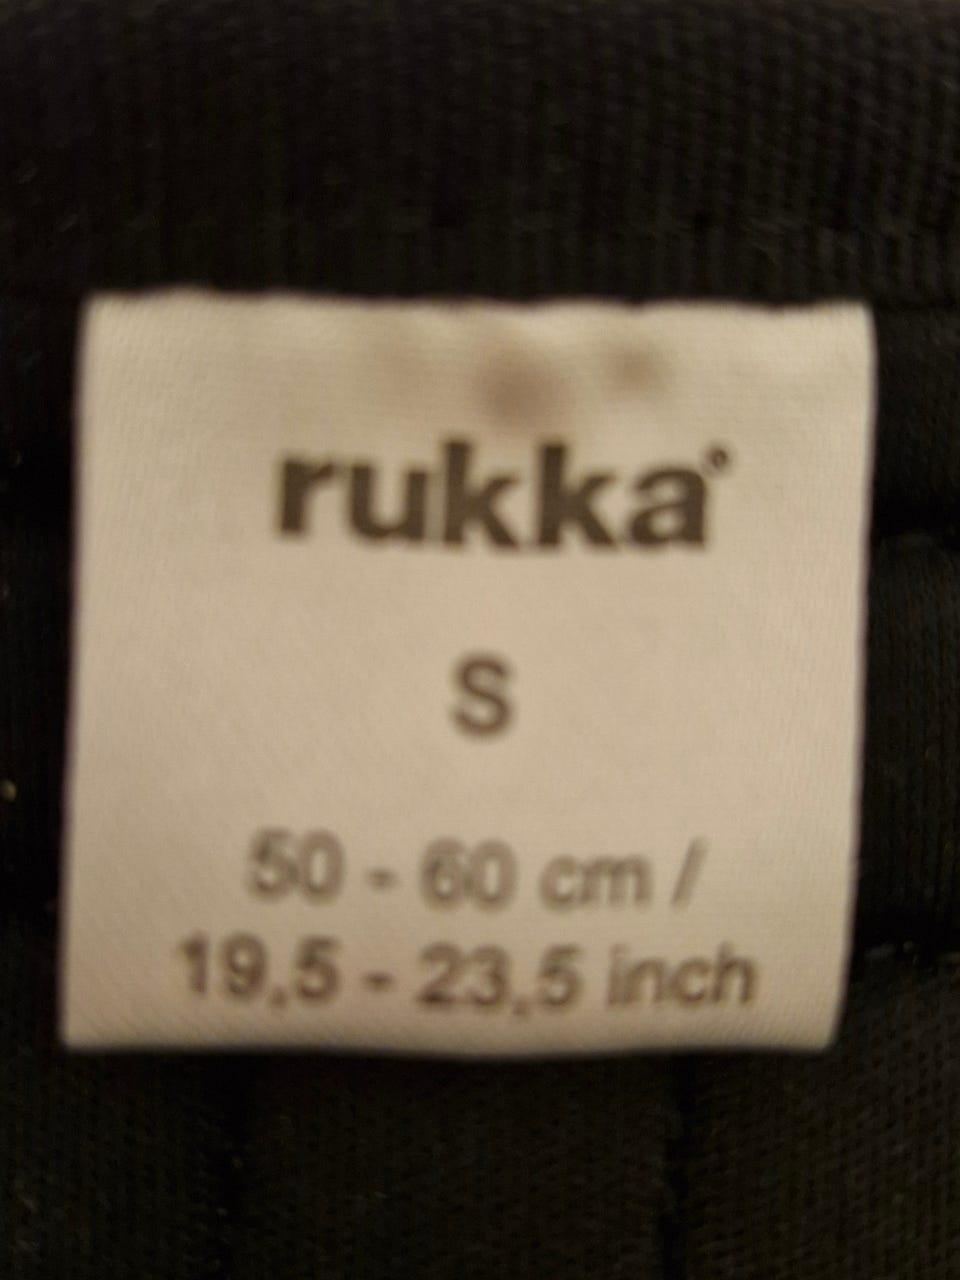 rukka®
S
50 - 60 cm /
19,5 - 23,5 inch